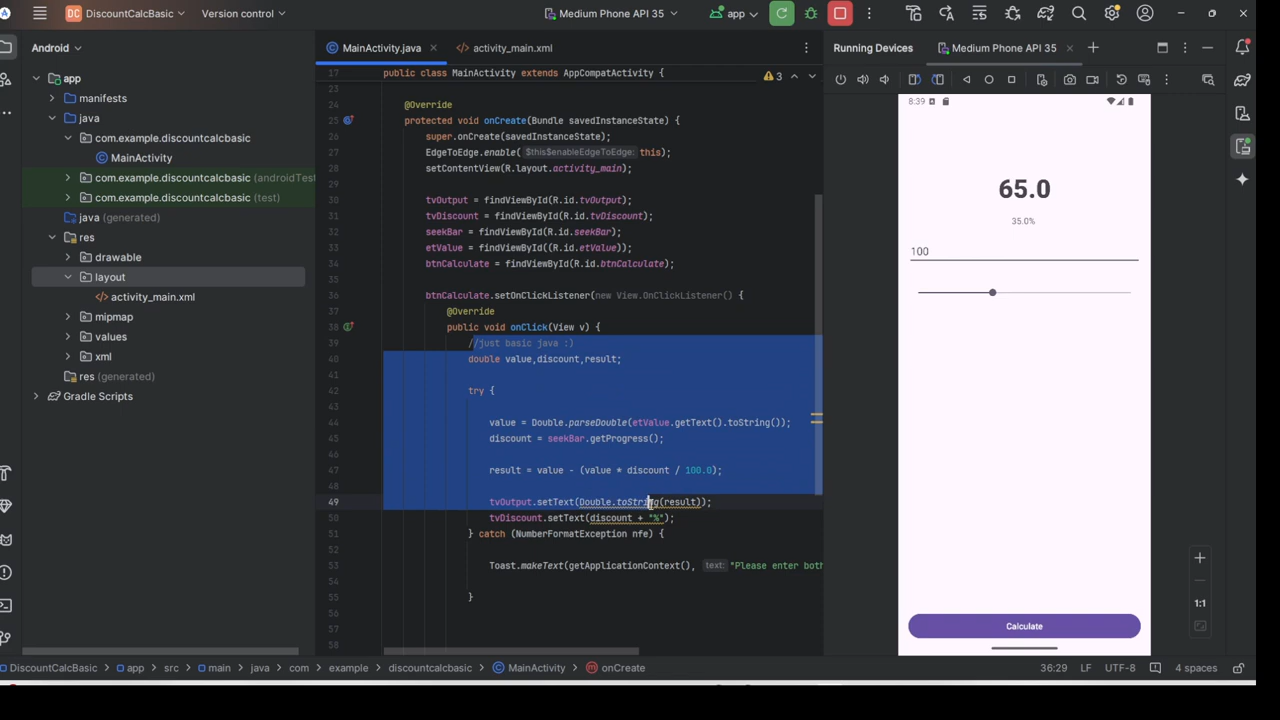 DC DiscountCalcBasic Version control Medium Phone API 35 app
Android
app
manifests
java
com.example.discountcalcbasic
MainActivity
com.example.discountcalcbasic (androidTest
com.example.discountcalcbasic (test)
java (generated)
res
drawable
layout
activity_main.xml
mipmap
values
xml
res (generated)
Gradle Scripts
MainActivity.java activity_main.xml
3
17 public class MainActivity extends AppCompatActivity {
23
24 @Override
25 protected void onCreate(Bundle savedInstanceState) {
26 super.onCreate(savedInstanceState);
27 EdgeToEdge.enable( $this$enableEdgeToEdge: this);
28 setContentView(R.layout.activity_main);
29
30 tvOutput = findViewById(R.id.tvOutput);
31 tvDiscount = findViewById(R.id.tvDiscount);
32 seekBar = findViewById(R.id.seekBar);
33 etValue = findViewById((R.id.etValue));
34 btnCalculate = findViewById(R.id.btnCalculate);
35
36 btnCalculate.setOnClickListener(new View.OnClickListener() {
37 @Override
38 public void onClick(View v) {
39 //just basic java :)
40 double value,discount,result;
41
42 try {
43
44 value = Double.parseDouble(etValue.getText().toString());
45 discount = seekBar.getProgress();
46
47 result = value - (value * discount / 100.0);
48
49 tvOutput.setText(Double.toString(result));
50 tvDiscount.setText(discount + "%");
51 } catch (NumberFormatException nfe) {
52
53 Toast.makeText(getApplicationContext(), text: "Please enter both
54
55 }
56
57
58
Running Devices Medium Phone API 35
8:39
65.0
35.0%
100
Calculate
1:1
DiscountCalcBasic app src main java com example discountcalcbasic MainActivity onCreate 36:29 LF UTF-8 4 spaces